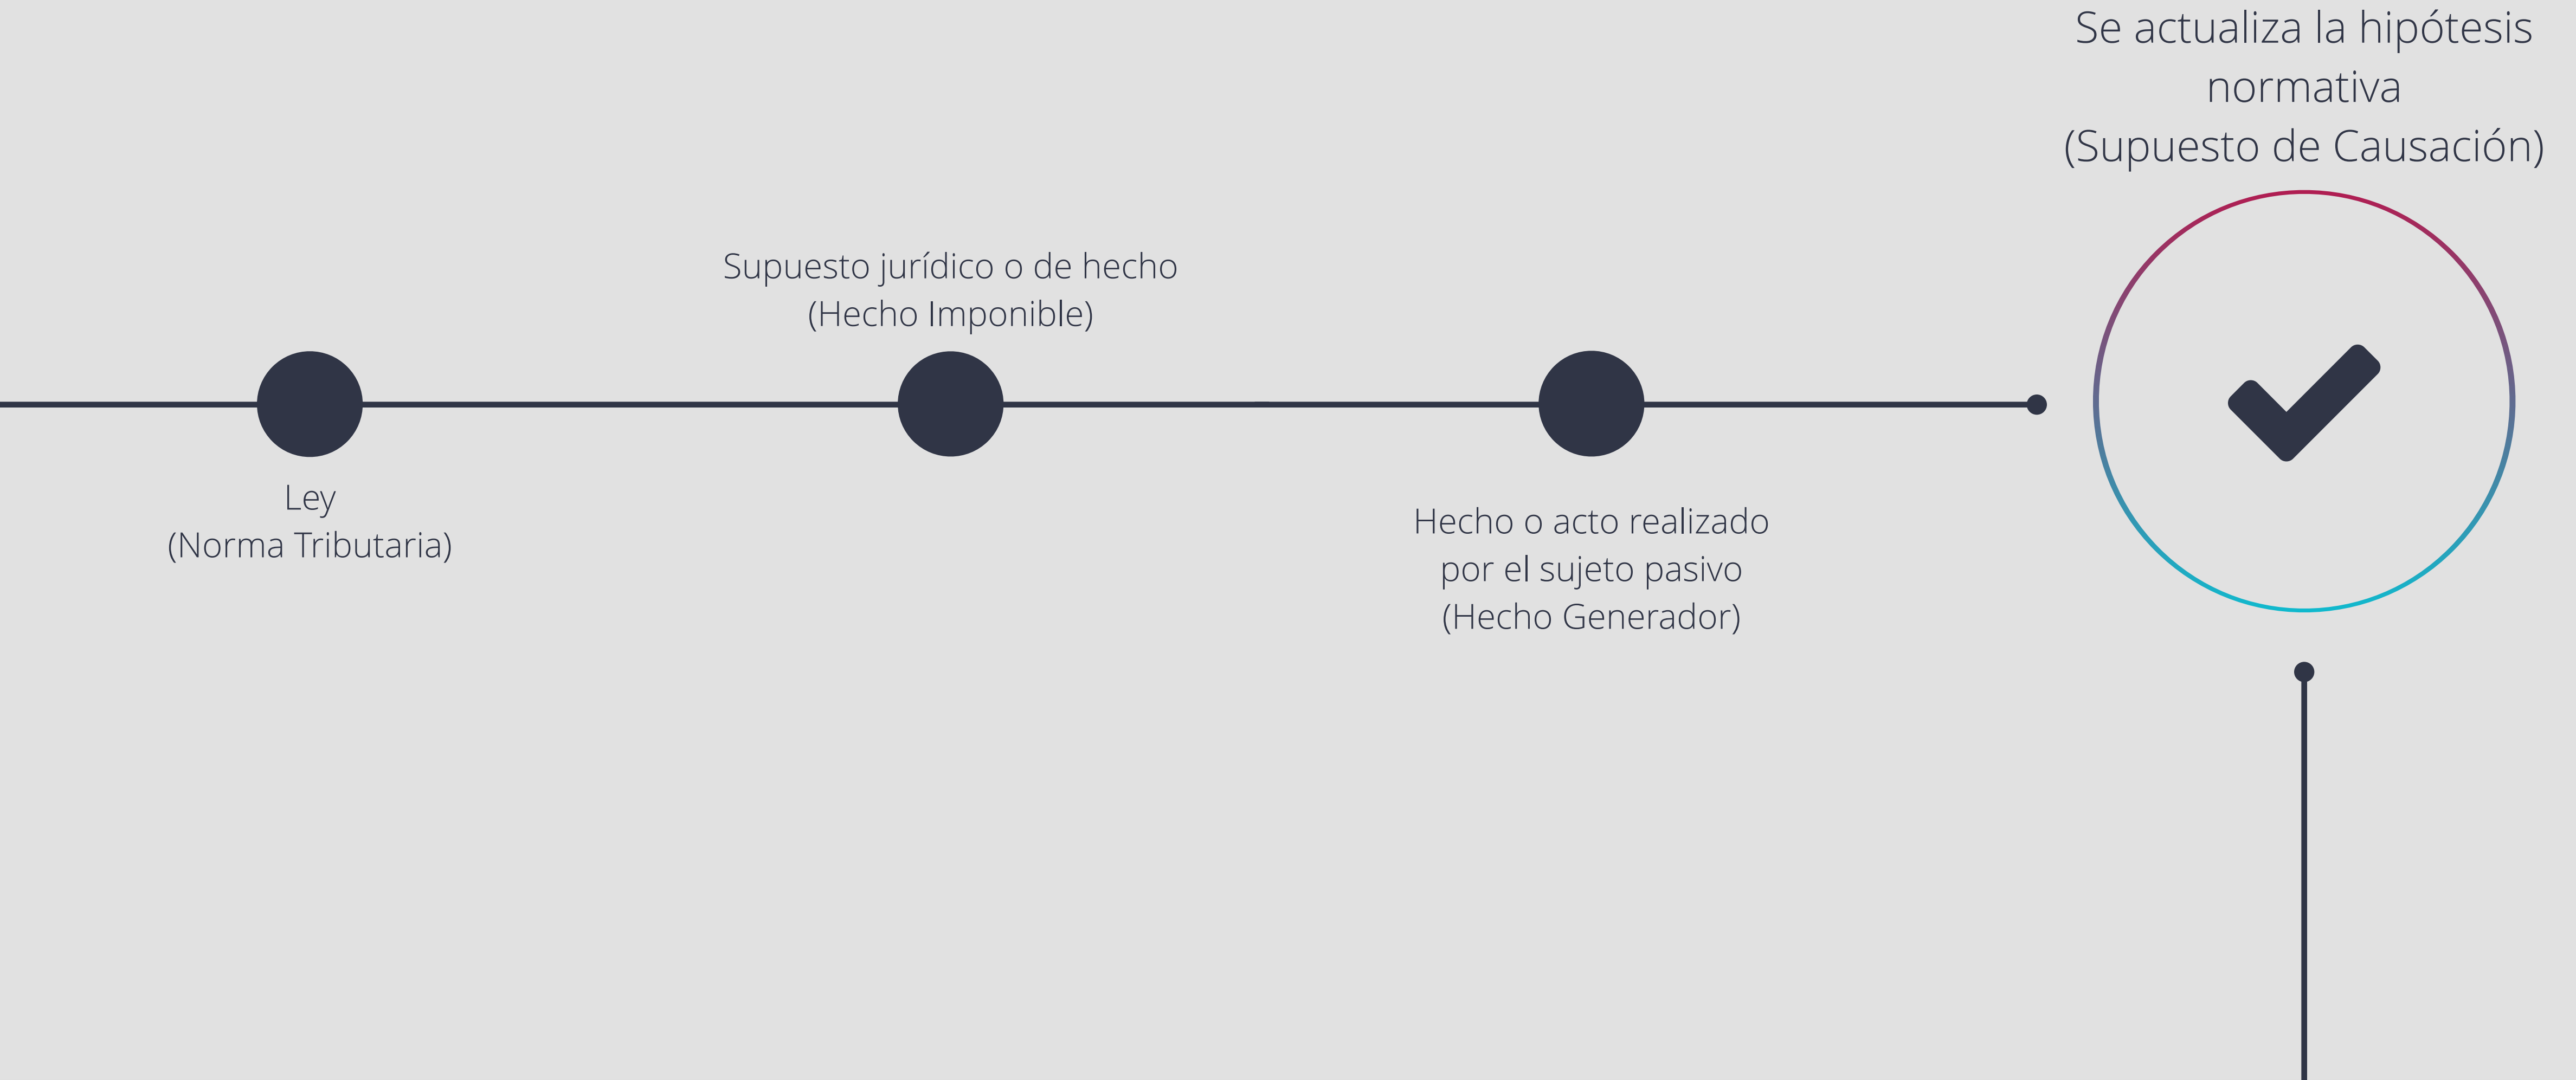 Se actualiza la hipótesis
normativa
(Supuesto de Causación)
Supuesto jurídico o de hecho
(Hecho Imponible)
Ley
(Norma Tributaria)
Hecho o acto realizado
por el sujeto pasivo
(Hecho Generador)